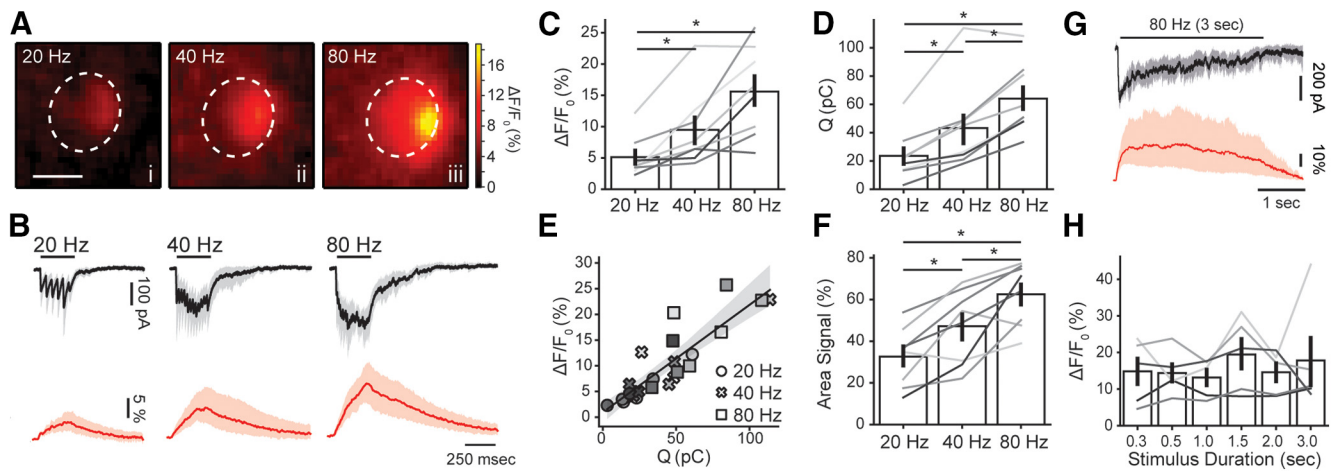 A
20 Hz
40 Hz
80 Hz
i
ii
iii
16
12
8
4
0
ΔF/F0 (%)
B
20 Hz
40 Hz
80 Hz
100 pA
5 %
250 msec
C
*
*
25
20
15
10
5
0
ΔF/F0 (%)
20 Hz
40 Hz
80 Hz
D
*
*
*
100
80
60
40
20
0
Q (pC)
20 Hz
40 Hz
80 Hz
E
30
25
20
15
10
5
0
ΔF/F0 (%)
20 Hz
40 Hz
80 Hz
0
50
100
Q (pC)
F
*
*
*
80
60
40
20
0
Area Signal (%)
20 Hz
40 Hz
80 Hz
G
80 Hz (3 sec)
200 pA
10%
1 sec
H
40
30
20
10
0
ΔF/F0 (%)
0.3
0.5
1.0
1.5
2.0
3.0
Stimulus Duration (sec)